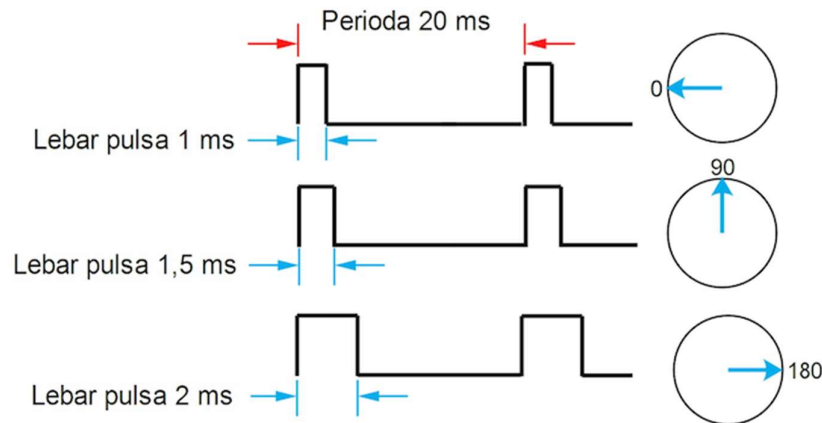 Perioda 20 ms
0
Lebar pulsa 1 ms
90
Lebar pulsa 1,5 ms
180
Lebar pulsa 2 ms